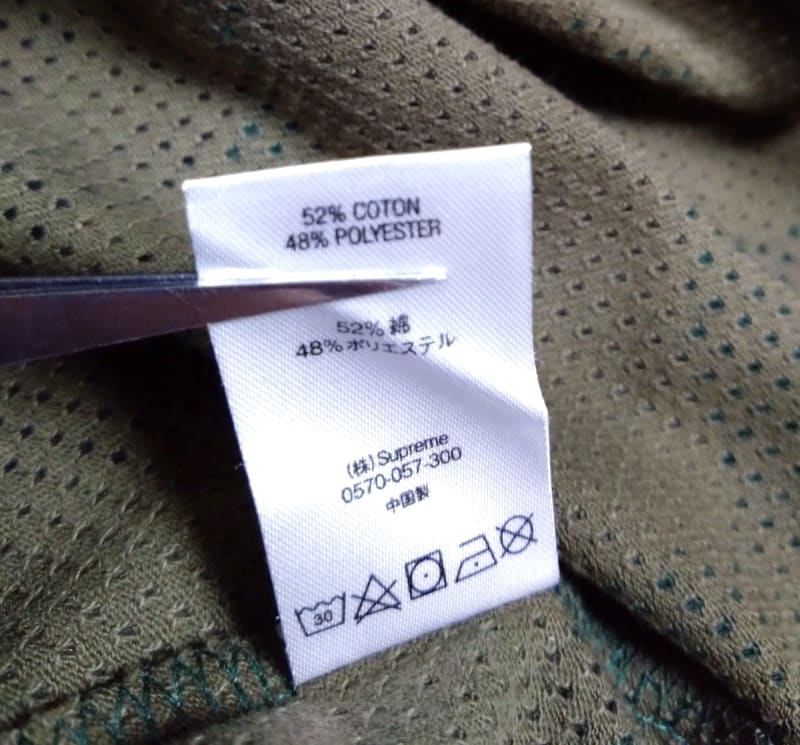 52% COTTON
48% POLYESTER
52% 綿
48% ポリエステル
(株)Supreme
0570-057-300
中国製
30